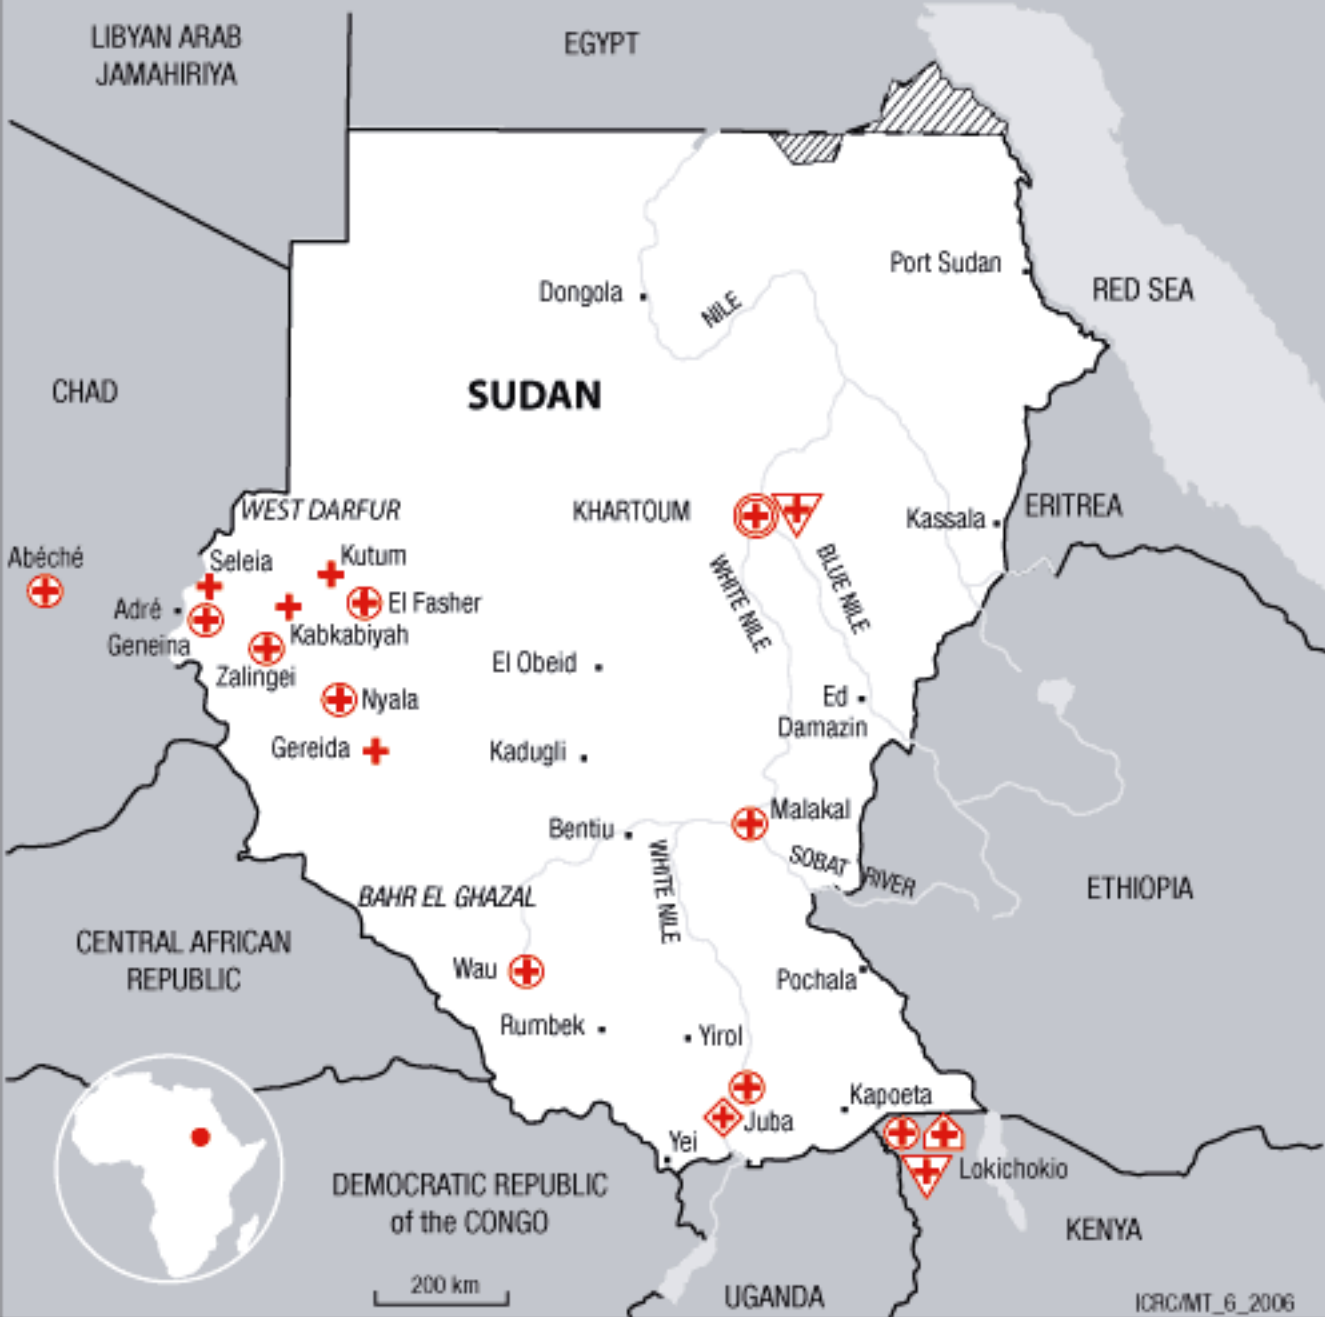 LIBYAN ARAB
JAMAHIRIYA
EGYPT
Port Sudan
RED SEA
Dongola
NILE
CHAD
SUDAN
WEST DARFUR
KHARTOUM
Kassala
ERITREA
Abéché
Seleia
Kutum
WHITE NILE
BLUE NILE
Adré
El Fasher
Geneina
Kabkabiyah
Zalingei
El Obeid
Nyala
Ed
Damazin
Gereida
Kadugli
Malakal
Bentiu
WHITE NILE
SOBAT RIVER
ETHIOPIA
BAHR EL GHAZAL
CENTRAL AFRICAN
REPUBLIC
Wau
Pochala
Rumbek
Yirol
Kapoeta
Juba
Yei
Lokichokio
DEMOCRATIC REPUBLIC
of the CONGO
KENYA
200 km
UGANDA
ICRC/MT_6_2006